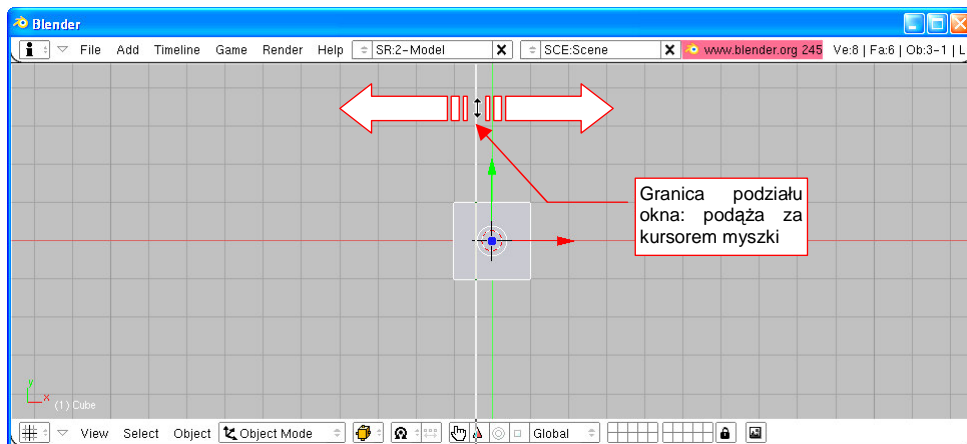 Blender
File Add Timeline Game Render Help SR:2-Model X SCE:Scene X www.blender.org 245 Ve:8 | Fa:6 | Ob:3-1 | L
Granica podziału
okna: podąża za
kursorem myszki
y
x
(1) Cube
View Select Object Object Mode Global